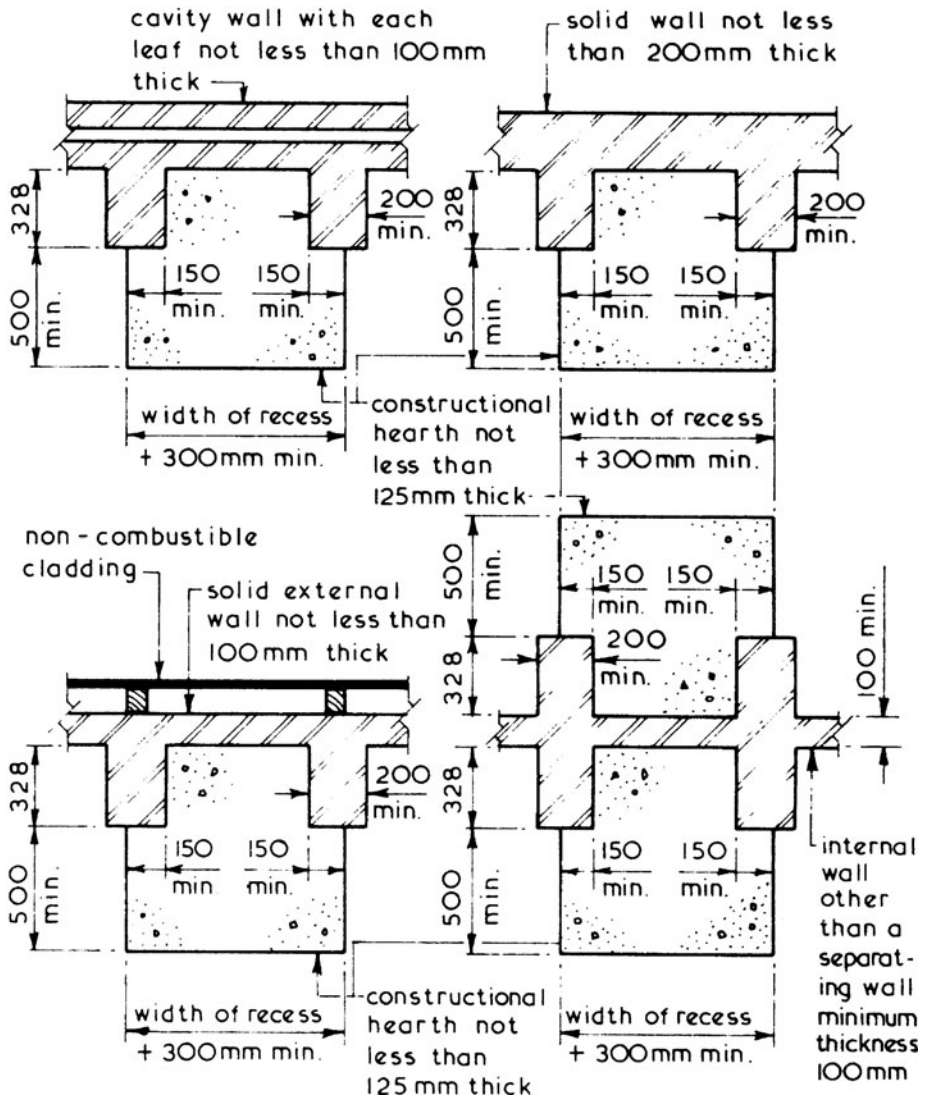 cavity wall with each
leaf not less than 100mm
thick
solid wall not less
than 200mm thick
328
200
min.
150
min.
150
min.
500
min.
width of recess
+ 300mm min.
328
200
min.
150
min.
150
min.
500
min.
width of recess
+ 300mm min.
constructional
hearth not
less than
125mm thick
non-combustible
cladding
solid external
wall not less than
100mm thick
328
200
min.
150
min.
150
min.
500
min.
width of recess
+ 300mm min.
500
min.
150
min.
150
min.
328
200
min.
100 min.
328
150
min.
150
min.
500
min.
width of recess
+ 300mm min.
constructional
hearth not
less than
125mm thick
internal
wall
other
than a
separat-
ing wall
minimum
thickness
100mm